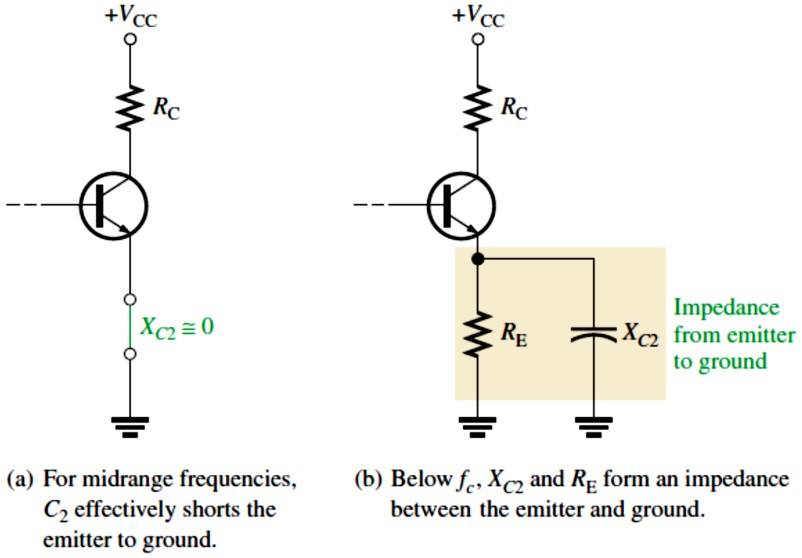 +VCC
RC
XC2 ≅ 0
(a) For midrange frequencies,
C2 effectively shorts the
emitter to ground.
+VCC
RC
RE
XC2
Impedance
from emitter
to ground
(b) Below fc, XC2 and RE form an impedance
between the emitter and ground.